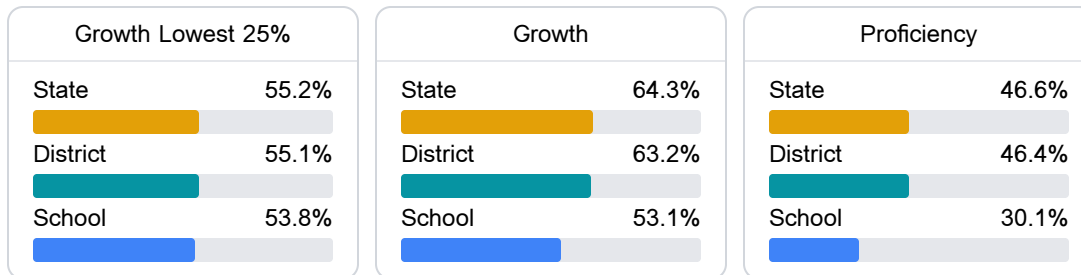 Growth Lowest 25%
State 55.2%
District 55.1%
School 53.8%
Growth
State 64.3%
District 63.2%
School 53.1%
Proficiency
State 46.6%
District 46.4%
School 30.1%